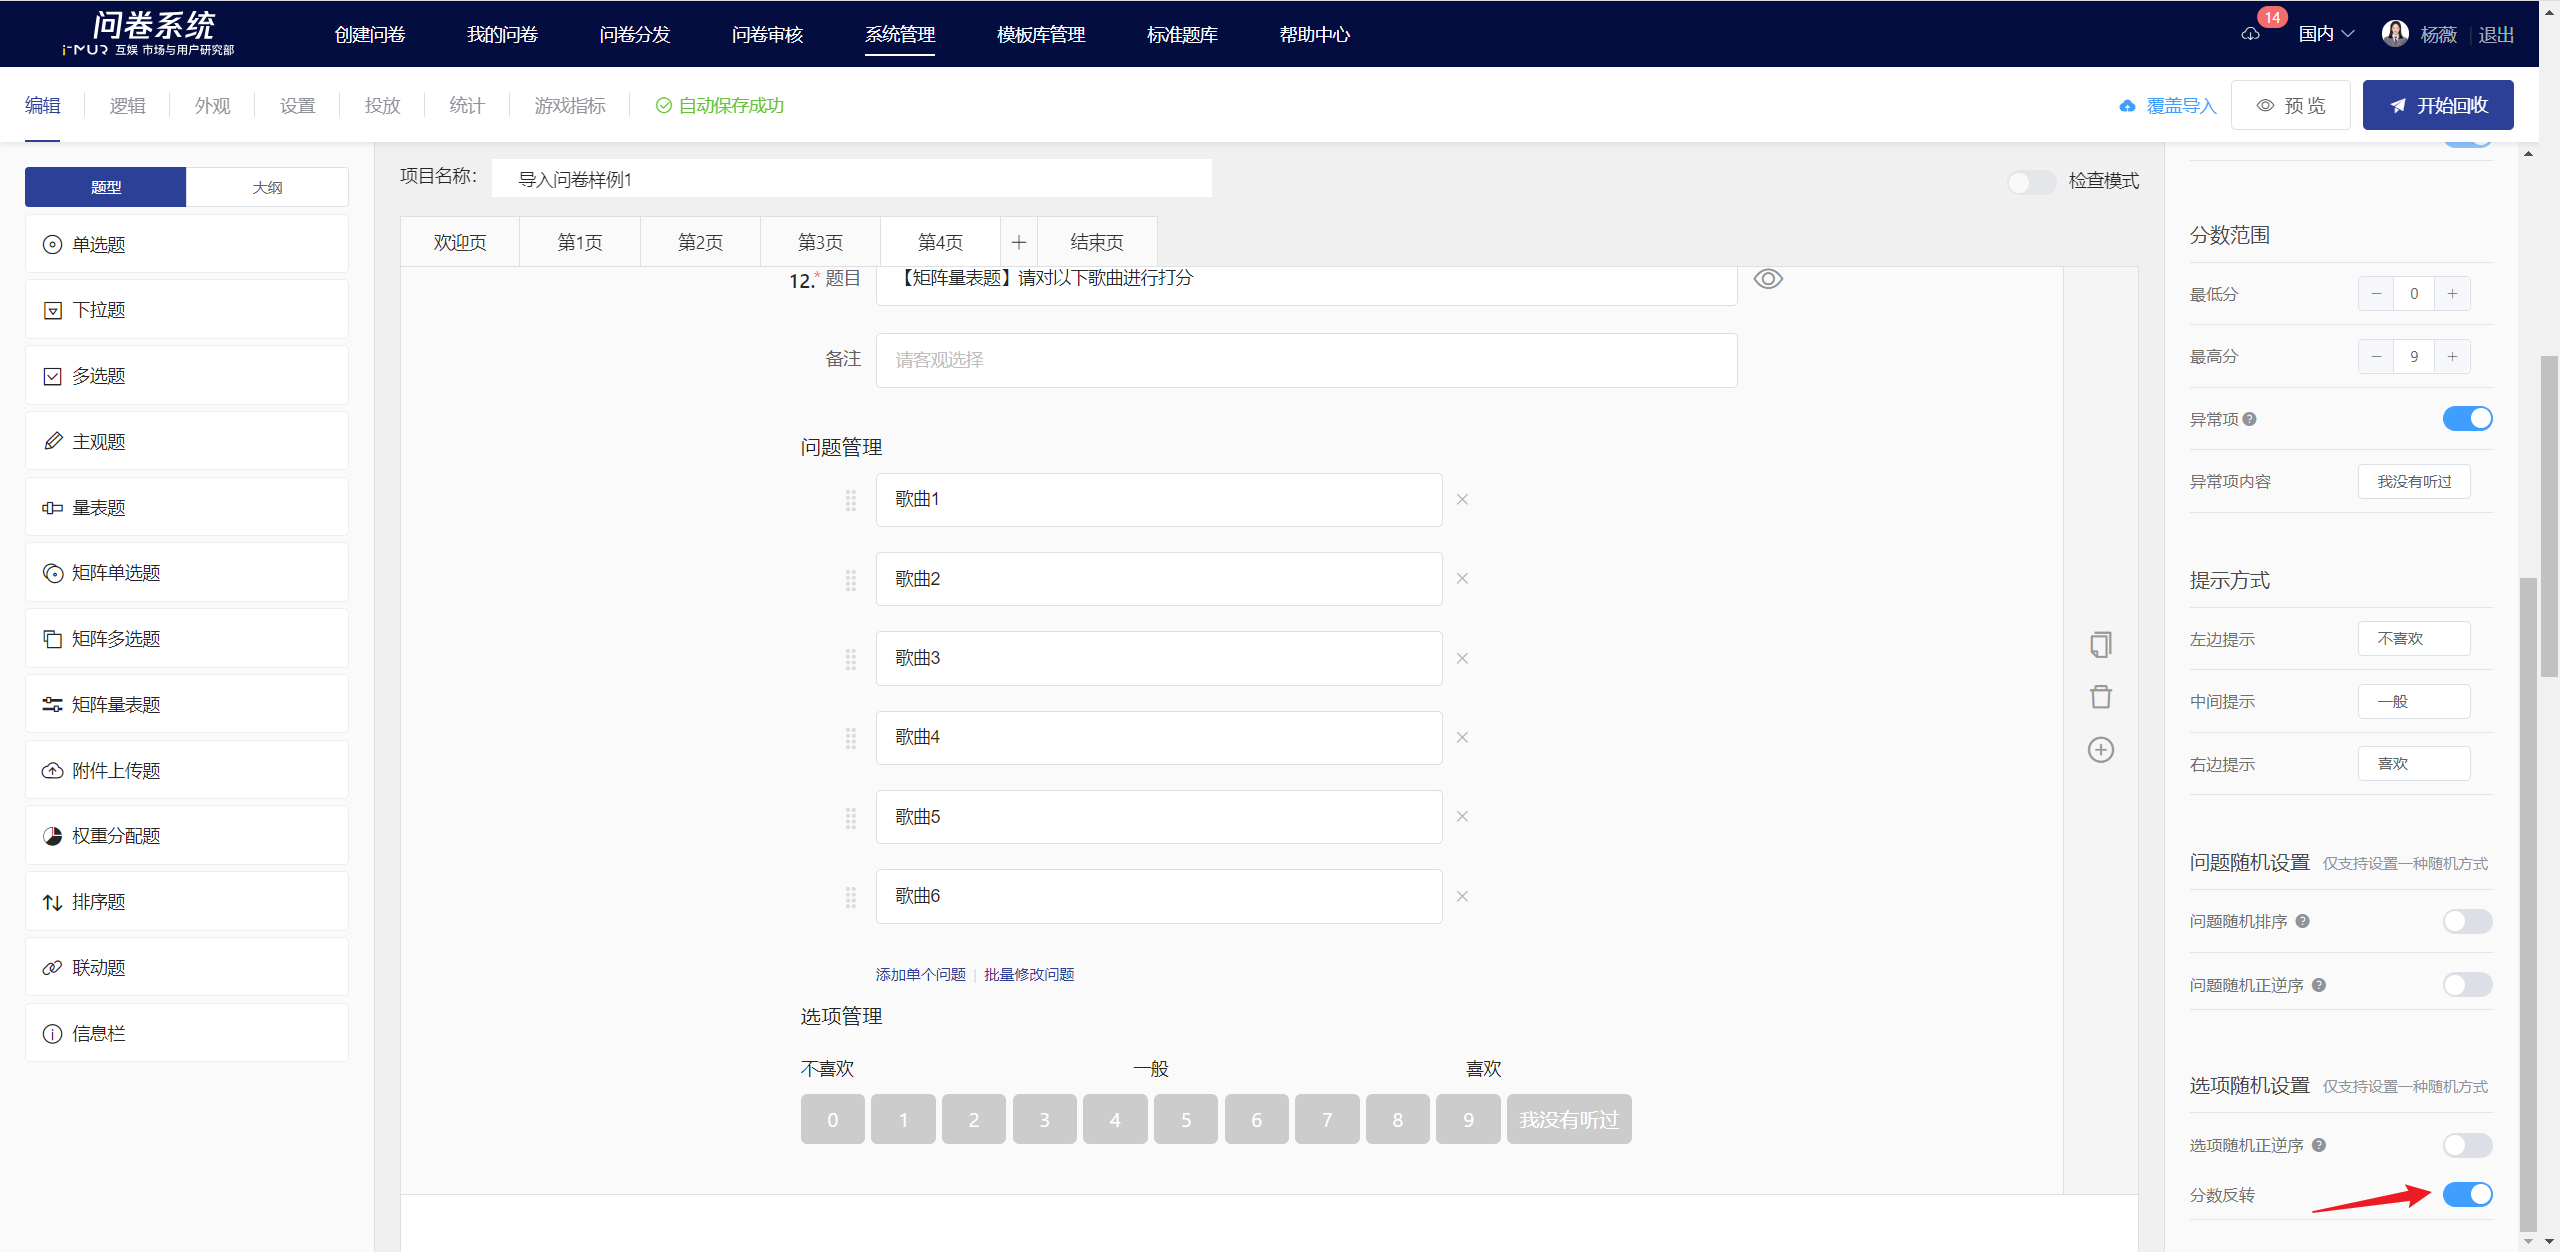 问卷系统
i-MUR 互娱 市场与用户研究部
创建问卷
我的问卷
问卷分发
问卷审核
系统管理
模板库管理
标准题库
帮助中心
14
国内
杨薇
退出
编辑
逻辑
外观
设置
投放
统计
游戏指标
自动保存成功
覆盖导入
预 览
开始回收
题型
大纲
单选题
下拉题
多选题
主观题
量表题
矩阵单选题
矩阵多选题
矩阵量表题
附件上传题
权重分配题
排序题
联动题
信息栏
项目名称:
导入问卷样例1
检查模式
欢迎页
第1页
第2页
第3页
第4页
+
结束页
12.* 题目
【矩阵量表题】请对以下歌曲进行打分
备注
请客观选择
问题管理
歌曲1
歌曲2
歌曲3
歌曲4
歌曲5
歌曲6
添加单个问题 | 批量修改问题
选项管理
不喜欢 一般 喜欢
0 1 2 3 4 5 6 7 8 9 我没有听过
分数范围
最低分 − 0 +
最高分 − 9 +
异常项 ?
异常项内容 我没有听过
提示方式
左边提示 不喜欢
中间提示 一般
右边提示 喜欢
问题随机设置 仅支持设置一种随机方式
问题随机排序 ?
问题随机正逆序 ?
选项随机设置 仅支持设置一种随机方式
选项随机正逆序 ?
分数反转